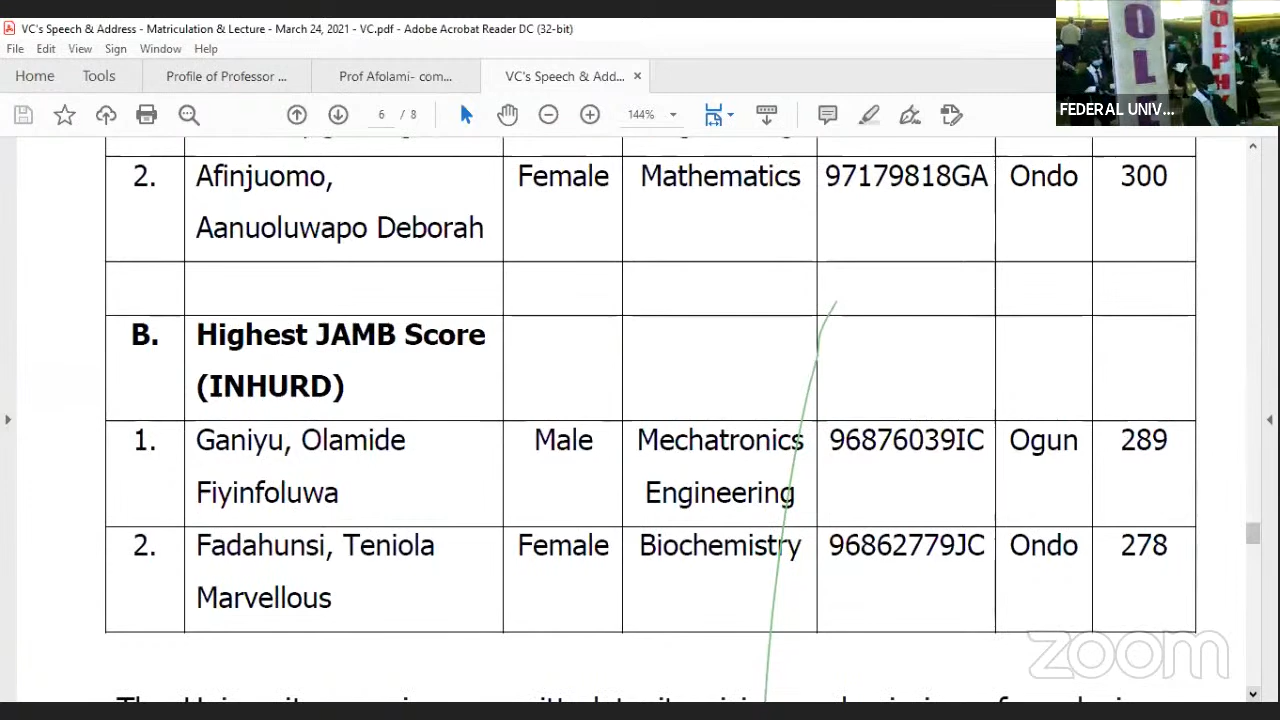 VC's Speech & Address - Matriculation & Lecture - March 24, 2021 - VC.pdf - Adobe Acrobat Reader DC (32-bit)
File Edit View Sign Window Help
Home Tools Profile of Professor ... Prof Afolami- com... VC's Speech & Add... ×
8 144%
OL
OLPH
FEDERAL UNIV...
2. Afinjuomo, Female Mathematics 97179818GA Ondo 300
Aanuoluwapo Deborah
B. Highest JAMB Score
(INHURD)
1. Ganiyu, Olamide Male Mechatronics 96876039IC Ogun 289
Fiyinfoluwa Engineering
2. Fadahunsi, Teniola Female Biochemistry 96862779JC Ondo 278
Marvellous
zoom